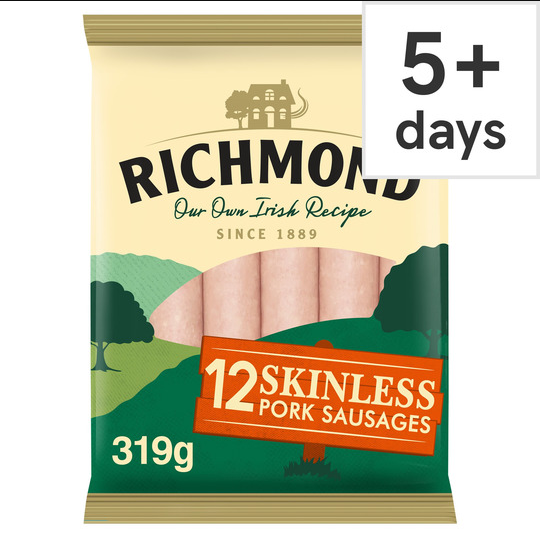 5+
days
RICHMOND
Our Own Irish Recipe
SINCE 1889
12 SKINLESS
PORK SAUSAGES
319g